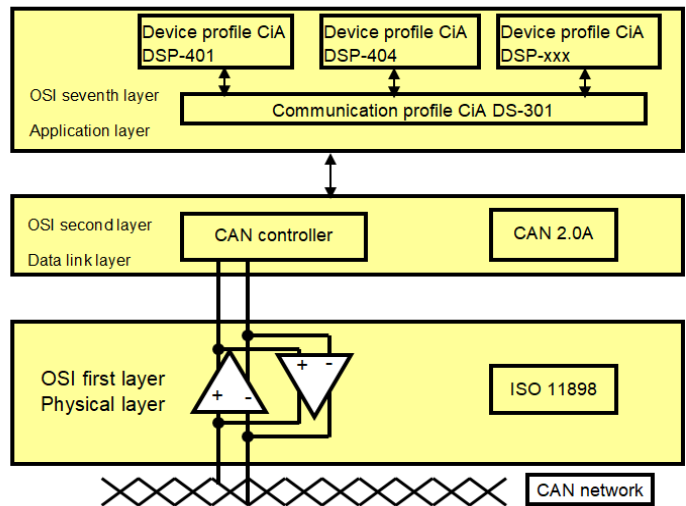 Device profile CiA
DSP-401
Device profile CiA
DSP-404
Device profile CiA
DSP-xxx
OSI seventh layer
Application layer
Communication profile CiA DS-301
OSI second layer
Data link layer
CAN controller
CAN 2.0A
OSI first layer
Physical layer
+ -
+ -
ISO 11898
CAN network